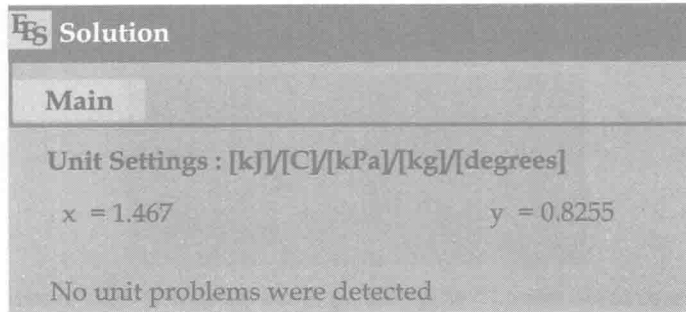 EES Solution
Main
Unit Settings : [kJ]/[C]/[kPa]/[kg]/[degrees]
x = 1.467 y = 0.8255
No unit problems were detected